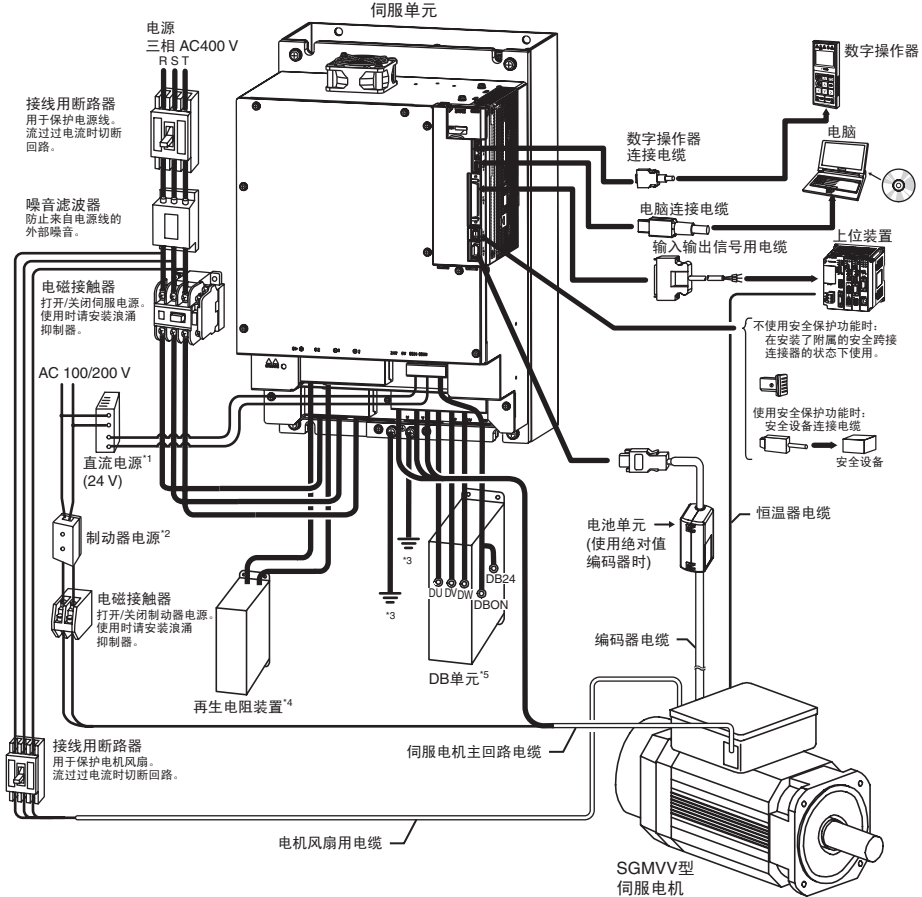 伺服单元
电源
三相 AC400 V
R S T
接线用断路器
用于保护电源线。
流过过电流时切断
回路。
噪音滤波器
防止来自电源线的
外部噪音。
电磁接触器
打开/关闭伺服电源。
使用时请安装浪涌
抑制器。
AC 100/200 V
直流电源*1
(24 V)
制动器电源*2
电磁接触器
打开/关闭制动器电源。
使用时请安装浪涌
抑制器。
接线用断路器
用于保护电机风扇。
流过过电流时切断回路。
再生电阻装置*4
*3
*3
DU DV DW
DB24
DBON
DB单元*5
数字操作器
数字操作器
连接电缆
电脑
电脑连接电缆
输入输出信号用电缆
上位装置
不使用安全保护功能时:
在安装了附属的安全跨接
连接器的状态下使用。
使用安全保护功能时:
安全设备连接电缆
安全设备
电池单元
(使用绝对值
编码器时)
恒温器电缆
编码器电缆
伺服电机主回路电缆
电机风扇用电缆
SGMVV型
伺服电机